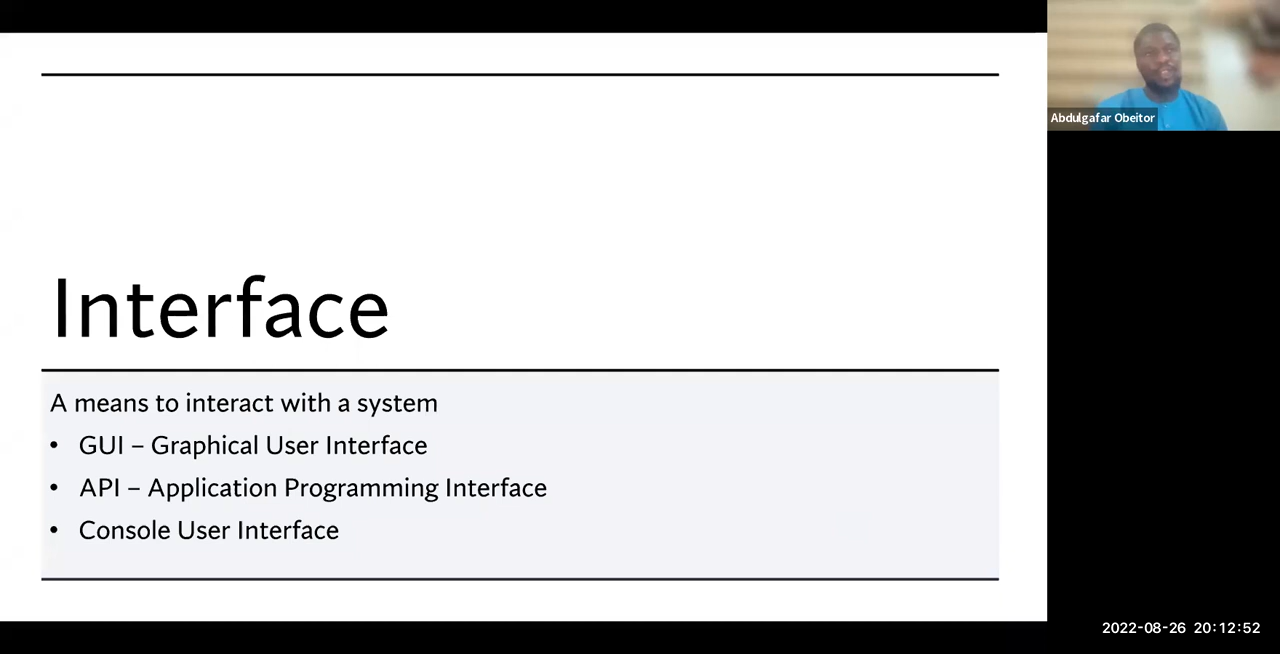 Interface
A means to interact with a system
• GUI – Graphical User Interface
• API – Application Programming Interface
• Console User Interface
Abdulgafar Obeitor
2022-08-26 20:12:52